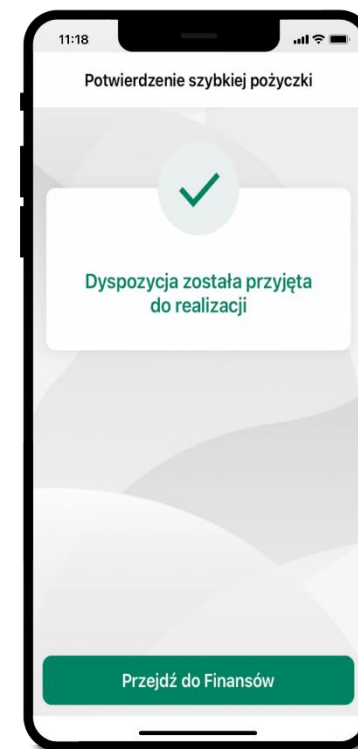 11:18
Potwierdzenie szybkiej pożyczki
Dyspozycja została przyjęta
do realizacji
Przejdź do Finansów